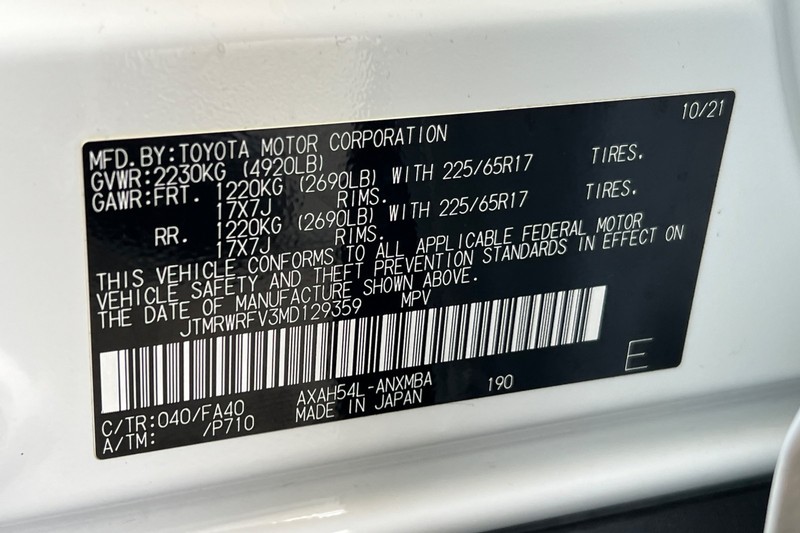 10/21
MFD.BY:TOYOTA MOTOR CORPORATION
GVWR:2230KG (4920LB)
GAWR:FRT. 1220KG (2690LB) WITH 225/65R17 TIRES.
17X7J RIMS.
RR. 1220KG (2690LB) WITH 225/65R17 TIRES.
17X7J RIMS.
THIS VEHICLE CONFORMS TO ALL APPLICABLE FEDERAL MOTOR
VEHICLE SAFETY AND THEFT PREVENTION STANDARDS IN EFFECT ON
THE DATE OF MANUFACTURE SHOWN ABOVE.
JTMRWRFV3MD129359 MPV
C/TR:040/FA40 AXAH54L-ANXMBA 190 E
A/TM: /P710 MADE IN JAPAN